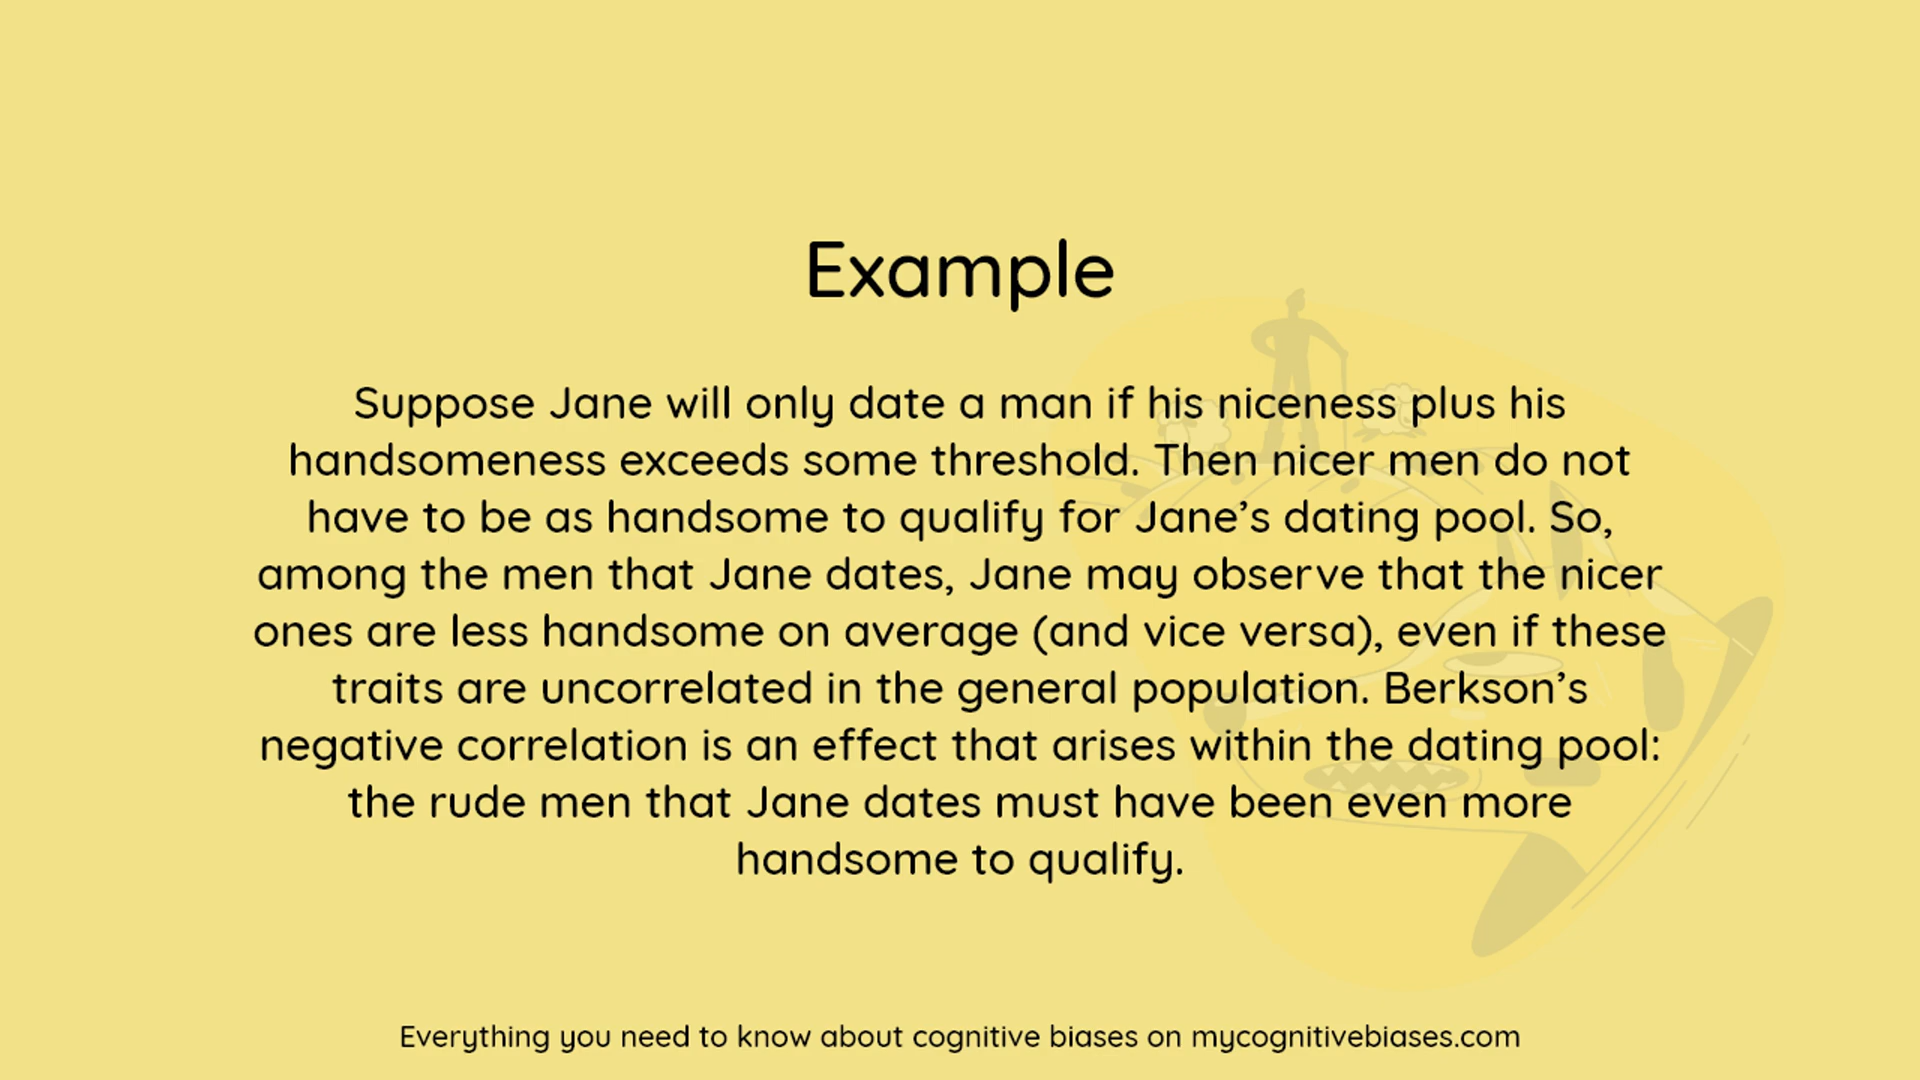 Example
Suppose Jane will only date a man if his niceness plus his
handsomeness exceeds some threshold. Then nicer men do not
have to be as handsome to qualify for Jane’s dating pool. So,
among the men that Jane dates, Jane may observe that the nicer
ones are less handsome on average (and vice versa), even if these
traits are uncorrelated in the general population. Berkson’s
negative correlation is an effect that arises within the dating pool:
the rude men that Jane dates must have been even more
handsome to qualify.
Everything you need to know about cognitive biases on mycognitivebiases.com